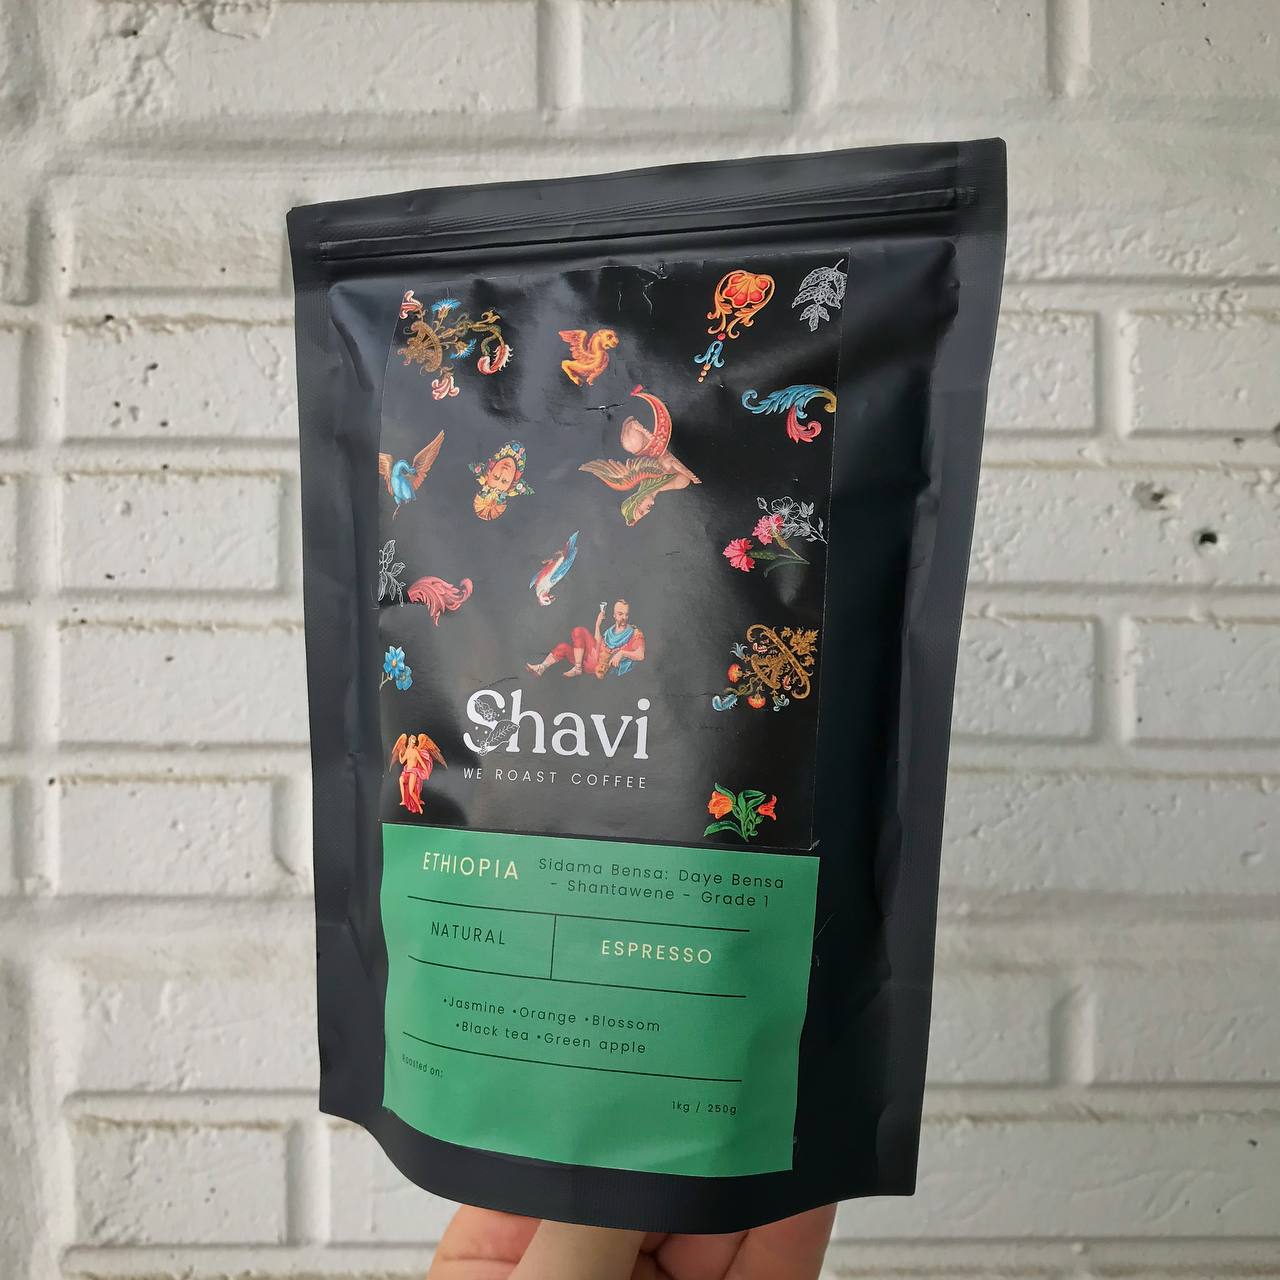 Shavi
WE ROAST COFFEE
ETHIOPIA
Sidama Bensa: Daye Bensa
- Shantawene - Grade 1
NATURAL
ESPRESSO
•Jasmine •Orange •Blossom
•Black tea •Green apple
Roasted on:
1kg / 250g